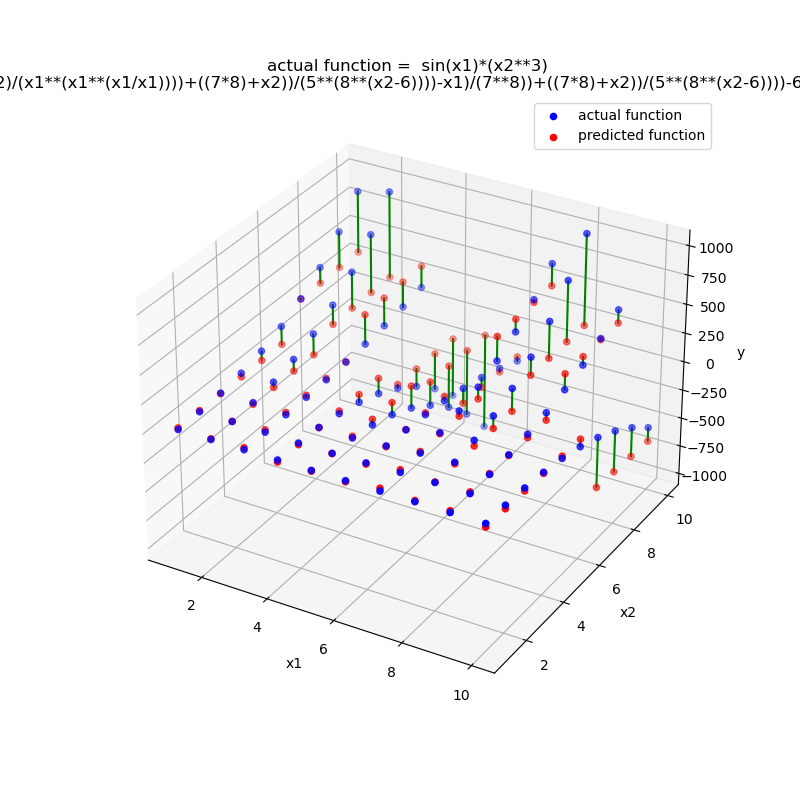 actual function =  sin(x1)*(x2**3)
2)/(x1**(x1**(x1/x1))))+((7*8)+x2))/(5**(8**(x2-6))))-x1)/(7**8))+((7*8)+x2))/(5**(8**(x2-6))))-6
actual function
predicted function
1000
750
500
250
0
−250
−500
−750
−1000
y
10
8
6
4
2
x2
2
4
6
8
10
x1